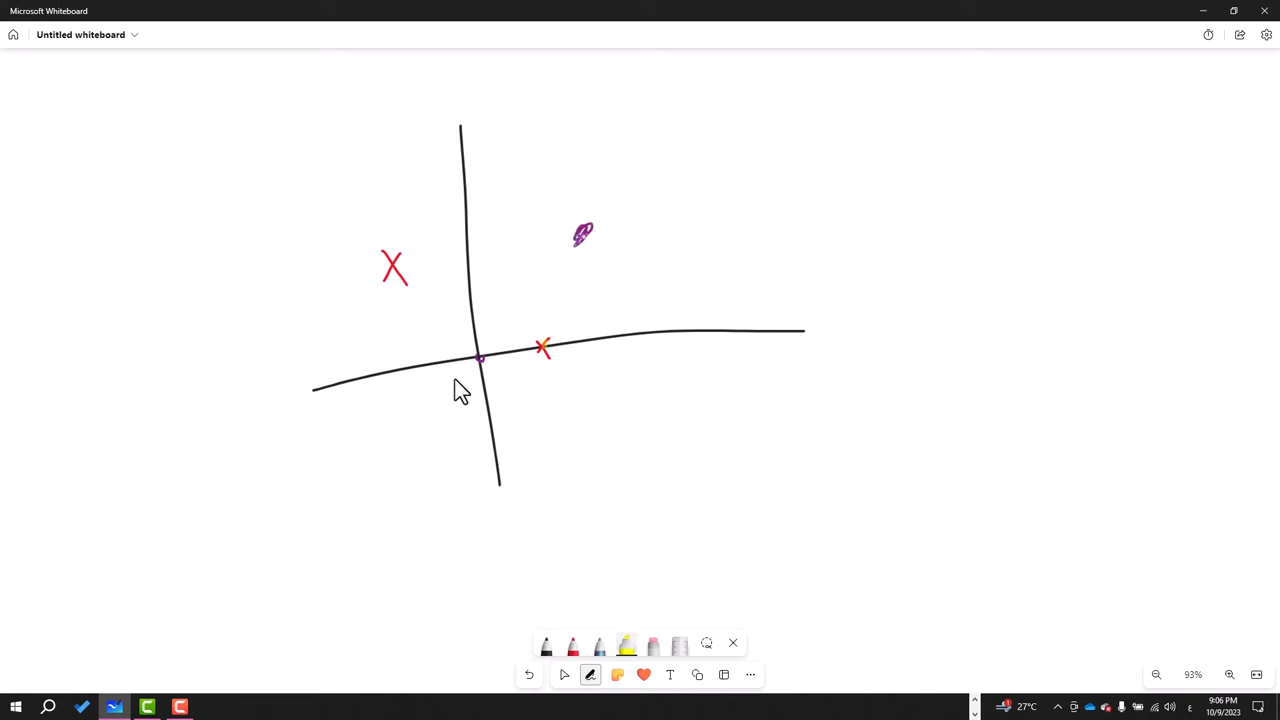 Microsoft Whiteboard
Untitled whiteboard
X
X
T
93%
27°C
ع
9:06 PM
10/9/2023